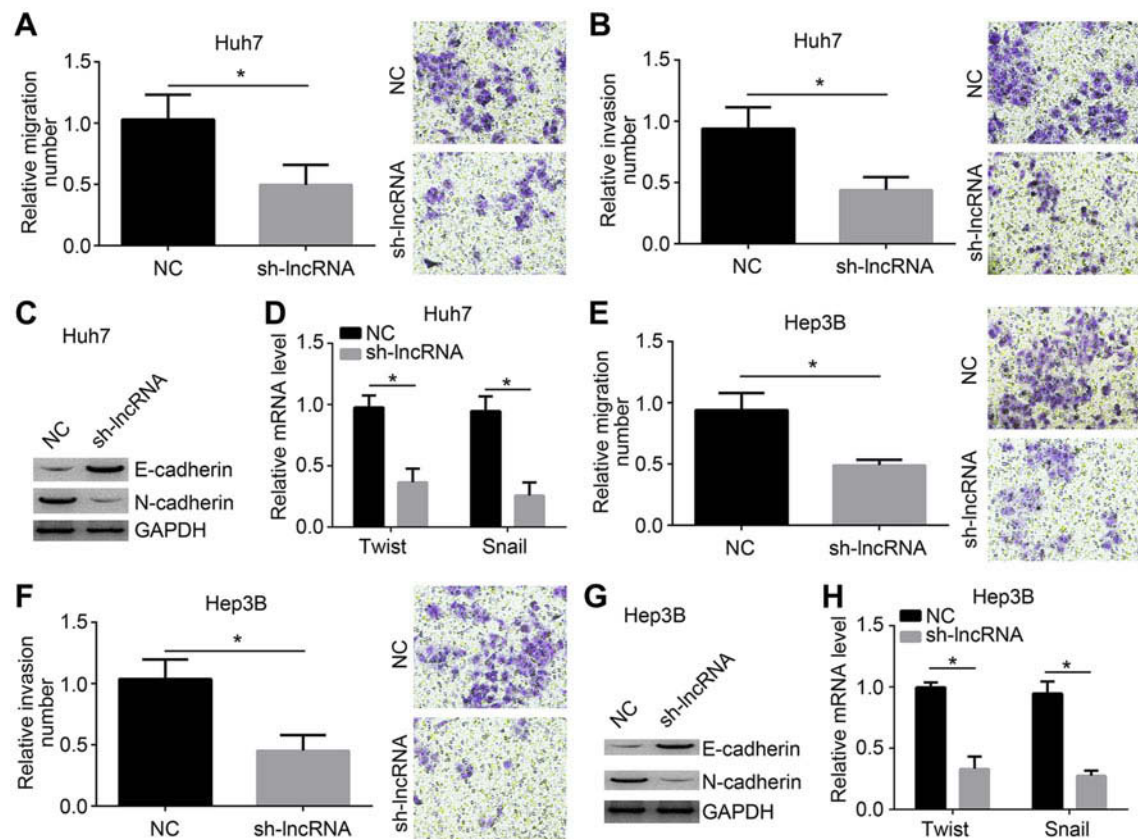 A
Huh7
Relative migration
number
1.5
1.0
0.5
0.0
*
NC
sh-lncRNA
NC
sh-lncRNA
B
Huh7
Relative invasion
number
1.5
1.0
0.5
0.0
*
NC
sh-lncRNA
NC
sh-lncRNA
C
Huh7
NC
sh-lncRNA
E-cadherin
N-cadherin
GAPDH
D
Huh7
NC
sh-lncRNA
Relative mRNA level
1.5
1.0
0.5
0.0
*
*
Twist
Snail
E
Hep3B
Relative migration
number
1.5
1.0
0.5
0.0
*
NC
sh-lncRNA
NC
sh-lncRNA
F
Hep3B
Relative invasion
number
1.5
1.0
0.5
0.0
*
NC
sh-lncRNA
NC
sh-lncRNA
G
Hep3B
NC
sh-lncRNA
E-cadherin
N-cadherin
GAPDH
H
Hep3B
NC
sh-lncRNA
Relative mRNA level
1.5
1.0
0.5
0.0
*
*
Twist
Snail